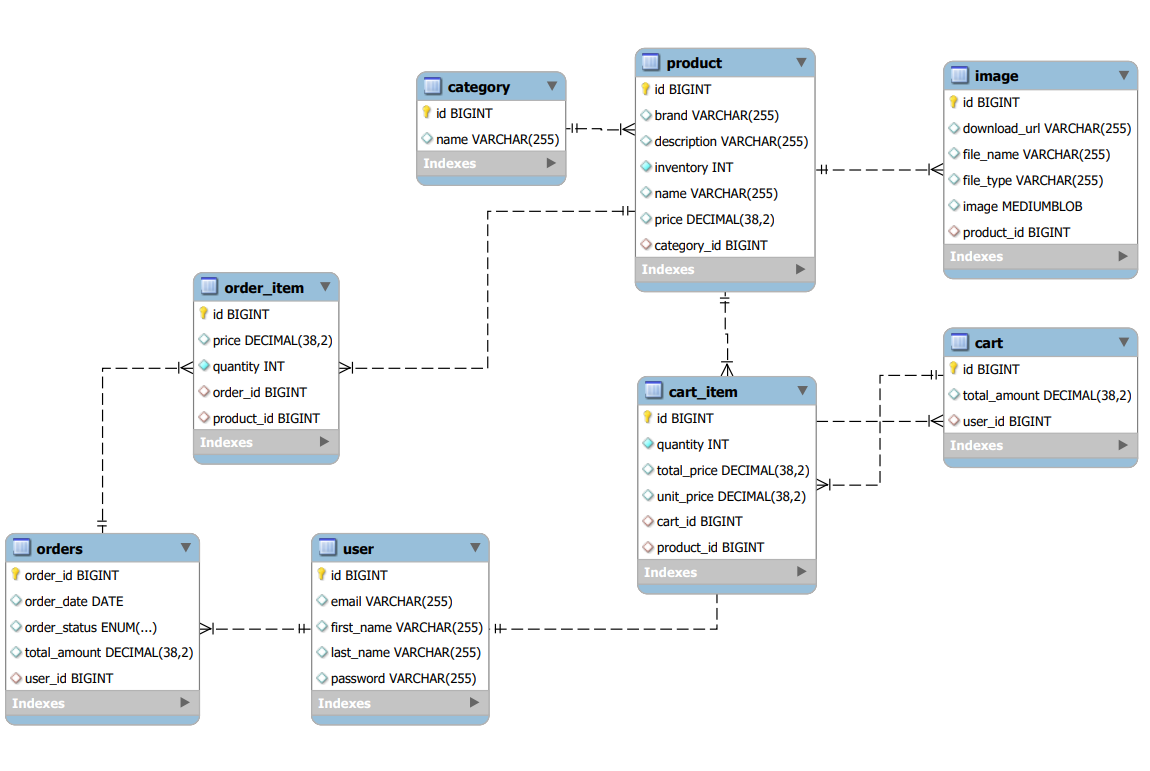 category
id BIGINT
name VARCHAR(255)
Indexes
product
id BIGINT
brand VARCHAR(255)
description VARCHAR(255)
inventory INT
name VARCHAR(255)
price DECIMAL(38,2)
category_id BIGINT
Indexes
image
id BIGINT
download_url VARCHAR(255)
file_name VARCHAR(255)
file_type VARCHAR(255)
image MEDIUMBLOB
product_id BIGINT
Indexes
order_item
id BIGINT
price DECIMAL(38,2)
quantity INT
order_id BIGINT
product_id BIGINT
Indexes
cart_item
id BIGINT
quantity INT
total_price DECIMAL(38,2)
unit_price DECIMAL(38,2)
cart_id BIGINT
product_id BIGINT
Indexes
cart
id BIGINT
total_amount DECIMAL(38,2)
user_id BIGINT
Indexes
orders
order_id BIGINT
order_date DATE
order_status ENUM(...)
total_amount DECIMAL(38,2)
user_id BIGINT
Indexes
user
id BIGINT
email VARCHAR(255)
first_name VARCHAR(255)
last_name VARCHAR(255)
password VARCHAR(255)
Indexes